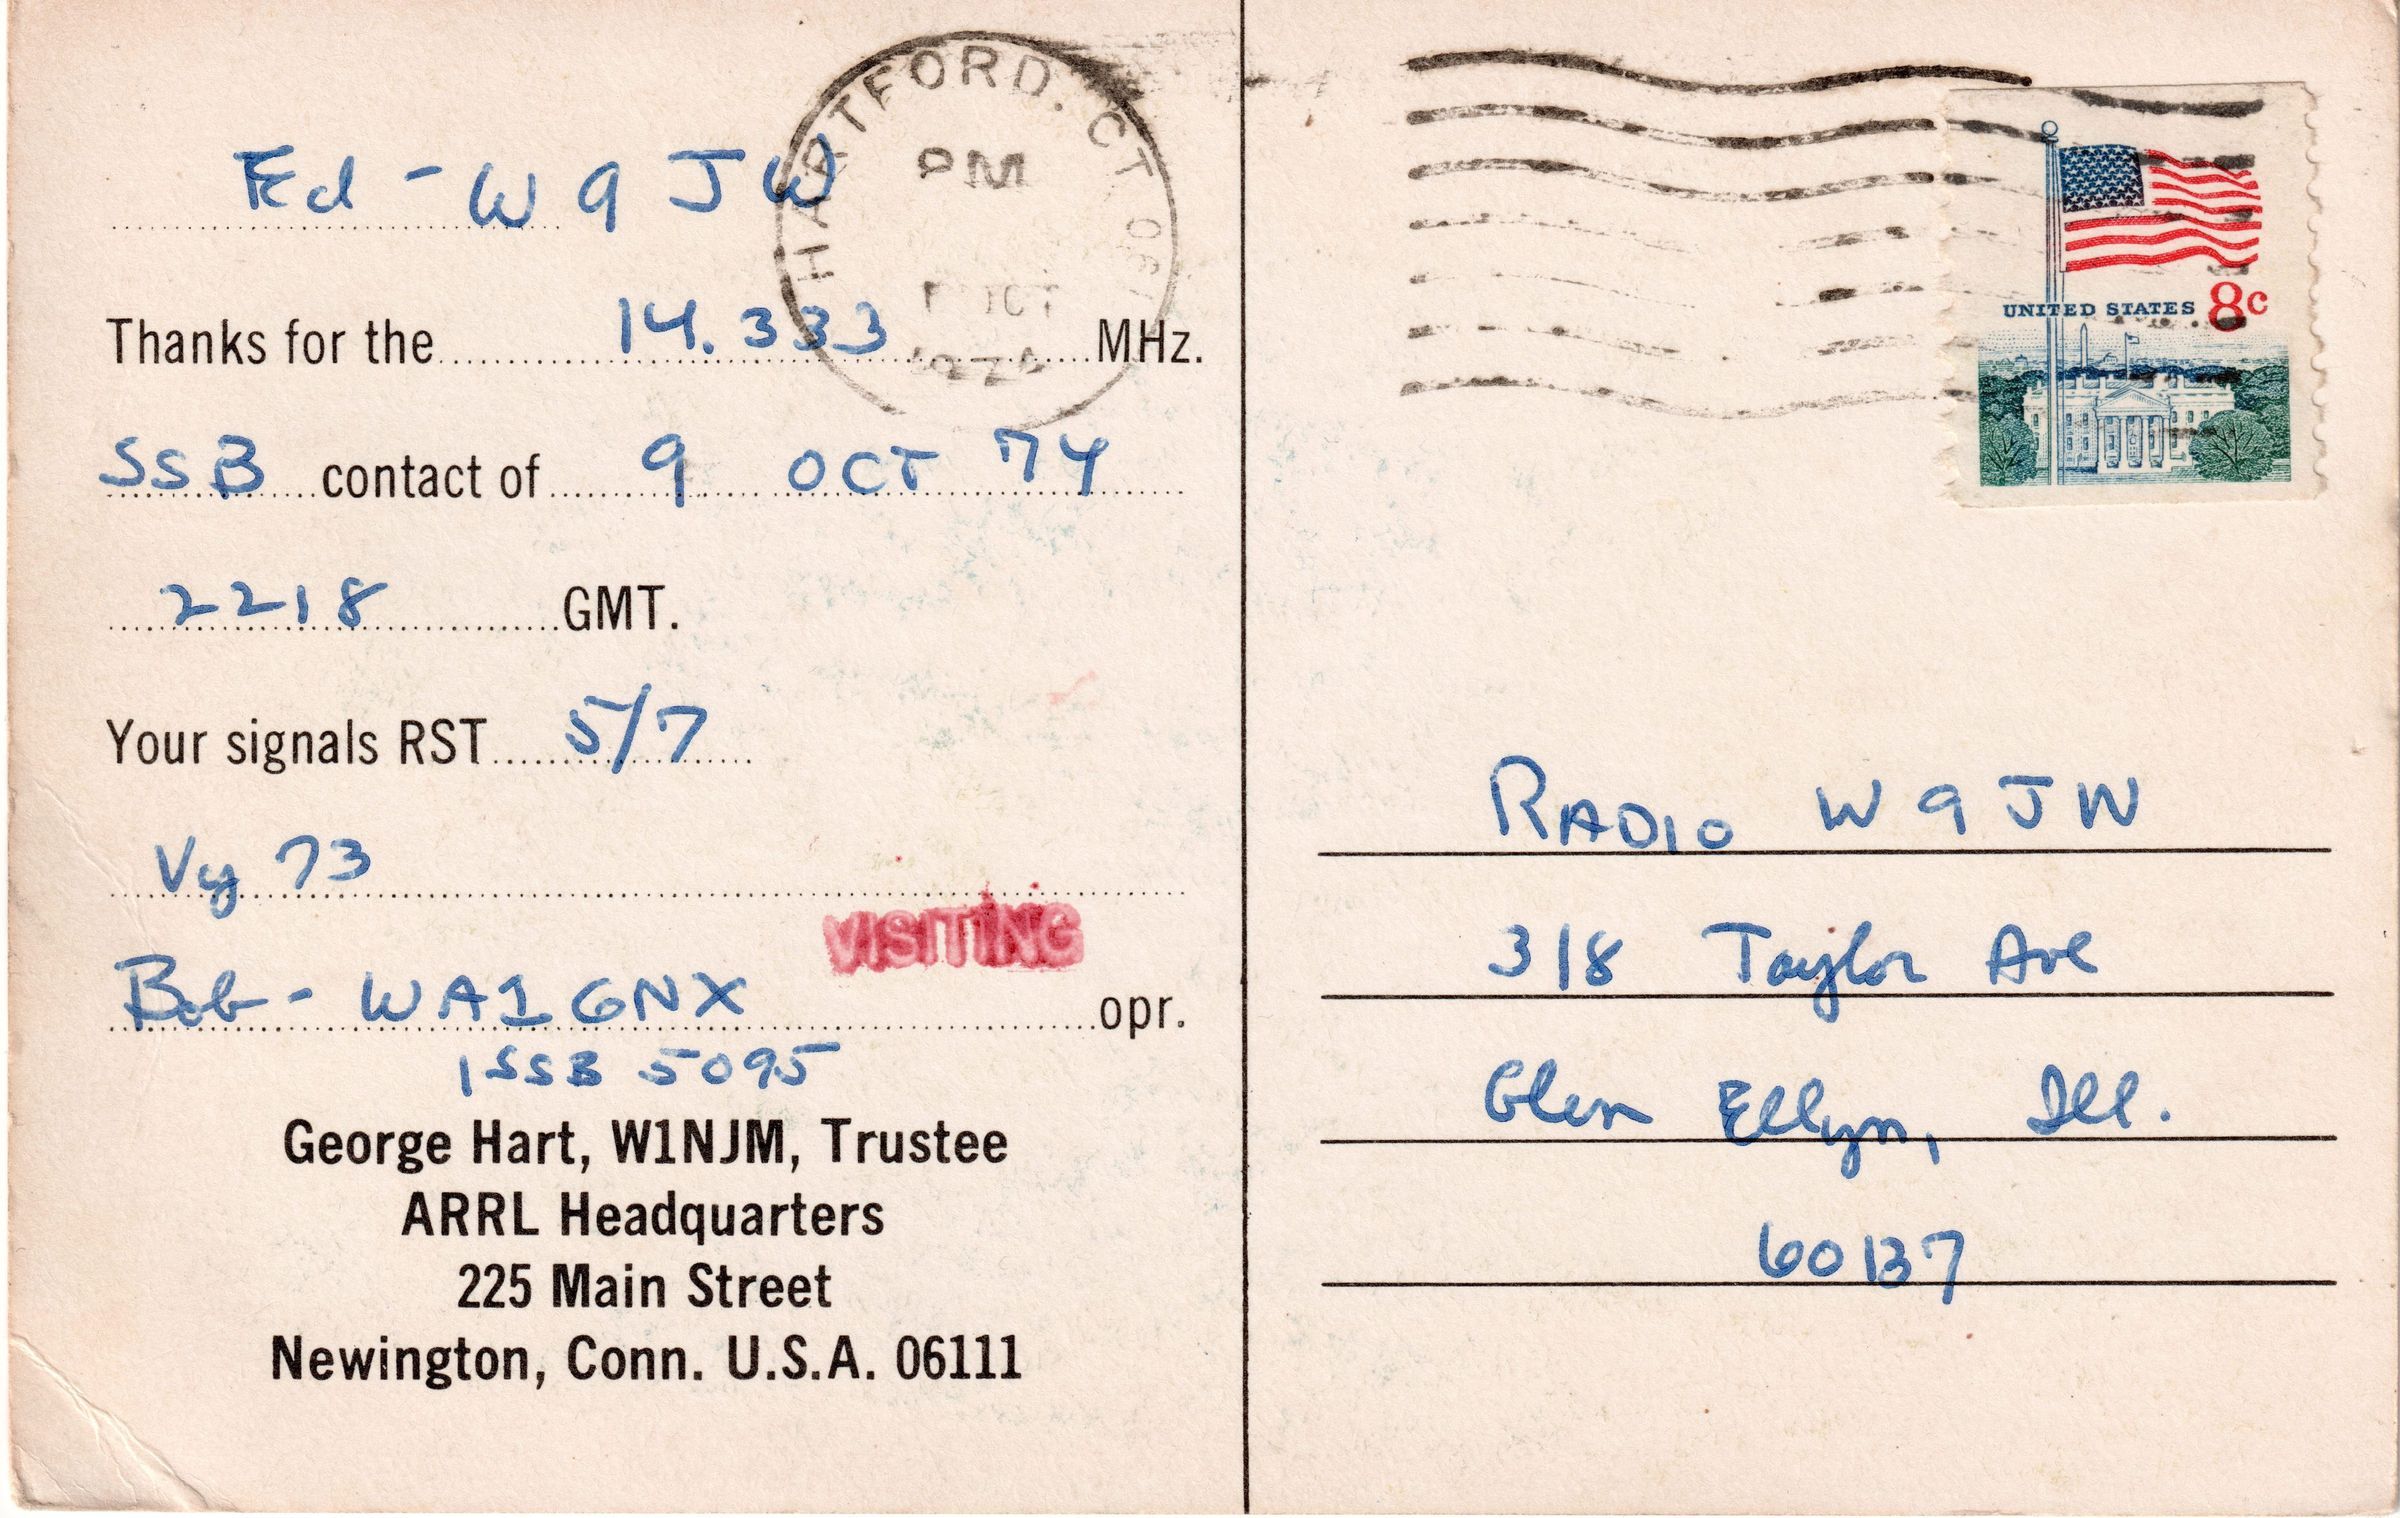 HARTFORD, CT
PM
Ed - W9JW
Thanks for the 14.333 MHz.
SSB contact of 9 OCT 74
2218 GMT.
Your signals RST 5/7
Vy 73
VISITING
Bob - WA1GNX opr.
ISSB 5095
George Hart, W1NJM, Trustee
ARRL Headquarters
225 Main Street
Newington, Conn. U.S.A. 06111
UNITED STATES 8c
RADIO W9JW
318 Taylor Ave
Glen Ellyn, Ill.
60137